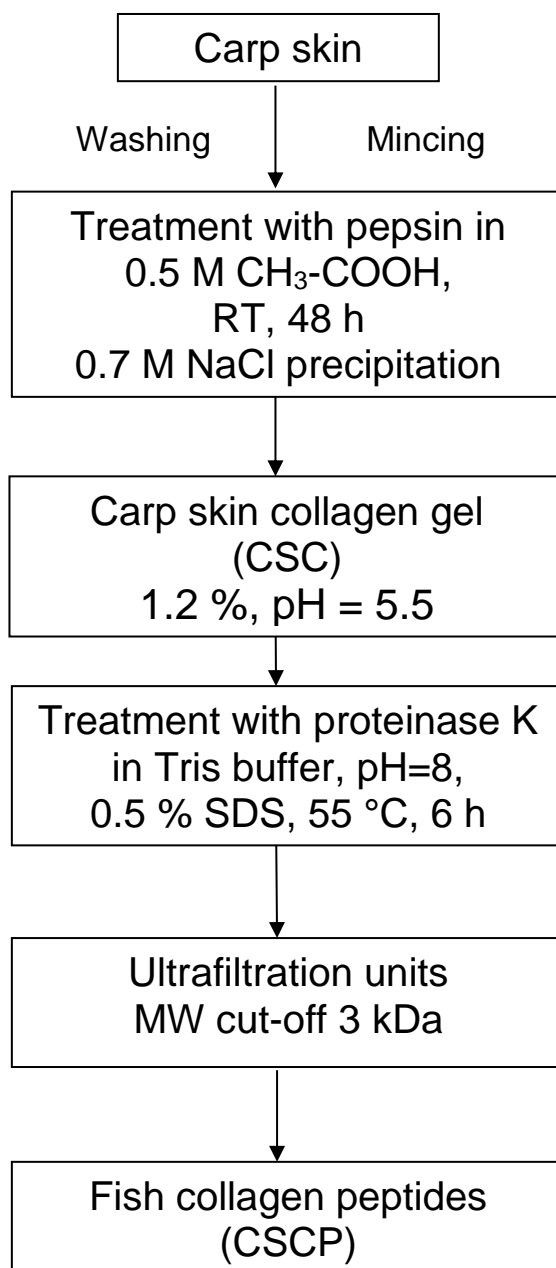 Carp skin
Washing Mincing
Treatment with pepsin in
0.5 M CH₃-COOH,
RT, 48 h
0.7 M NaCl precipitation
Carp skin collagen gel
(CSC)
1.2 %, pH = 5.5
Treatment with proteinase K
in Tris buffer, pH=8,
0.5 % SDS, 55 °C, 6 h
Ultrafiltration units
MW cut-off 3 kDa
Fish collagen peptides
(CSCP)